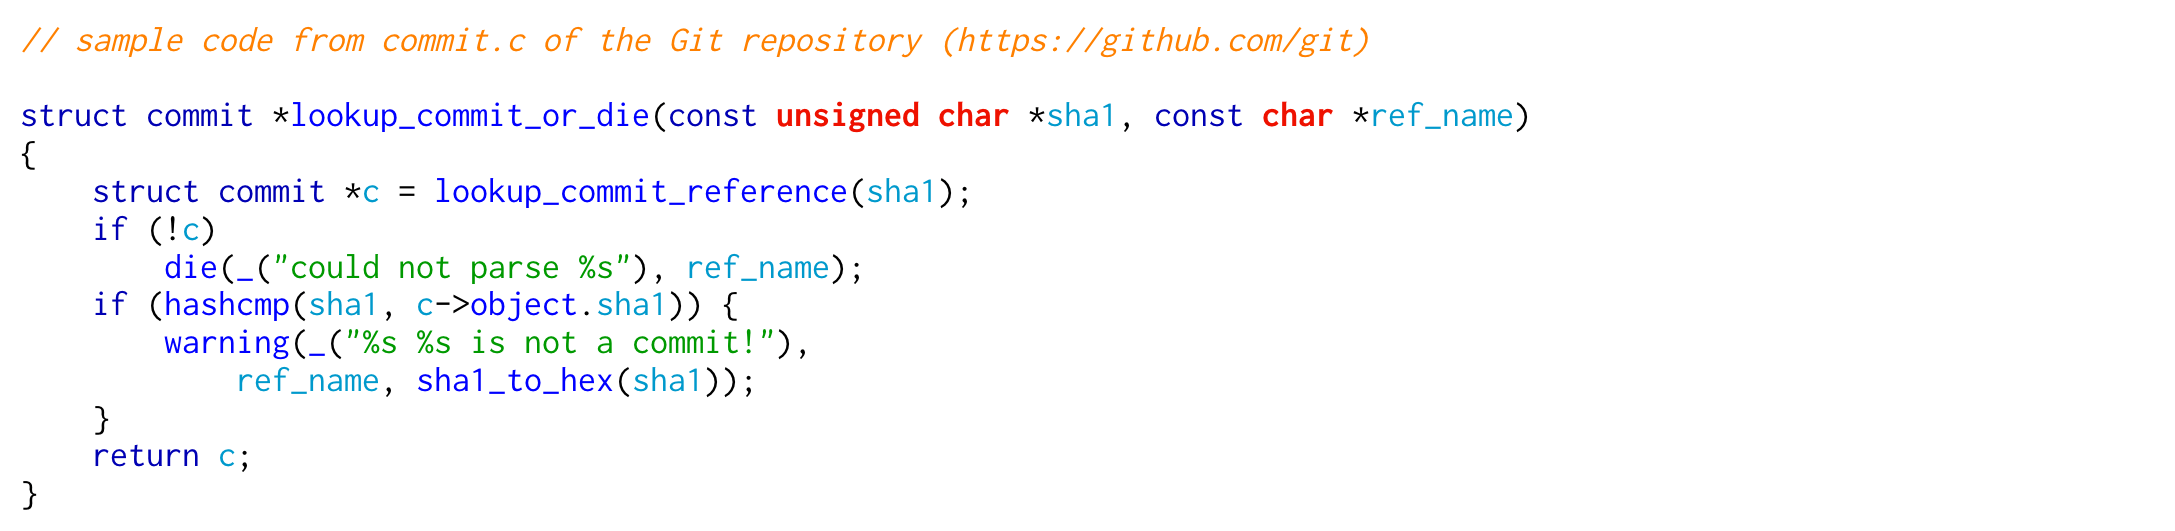 // sample code from commit.c of the Git repository (https://github.com/git)

struct commit *lookup_commit_or_die(const unsigned char *sha1, const char *ref_name)
{
    struct commit *c = lookup_commit_reference(sha1);
    if (!c)
        die(_("could not parse %s"), ref_name);
    if (hashcmp(sha1, c->object.sha1)) {
        warning(_("%s %s is not a commit!"),
            ref_name, sha1_to_hex(sha1));
    }
    return c;
}